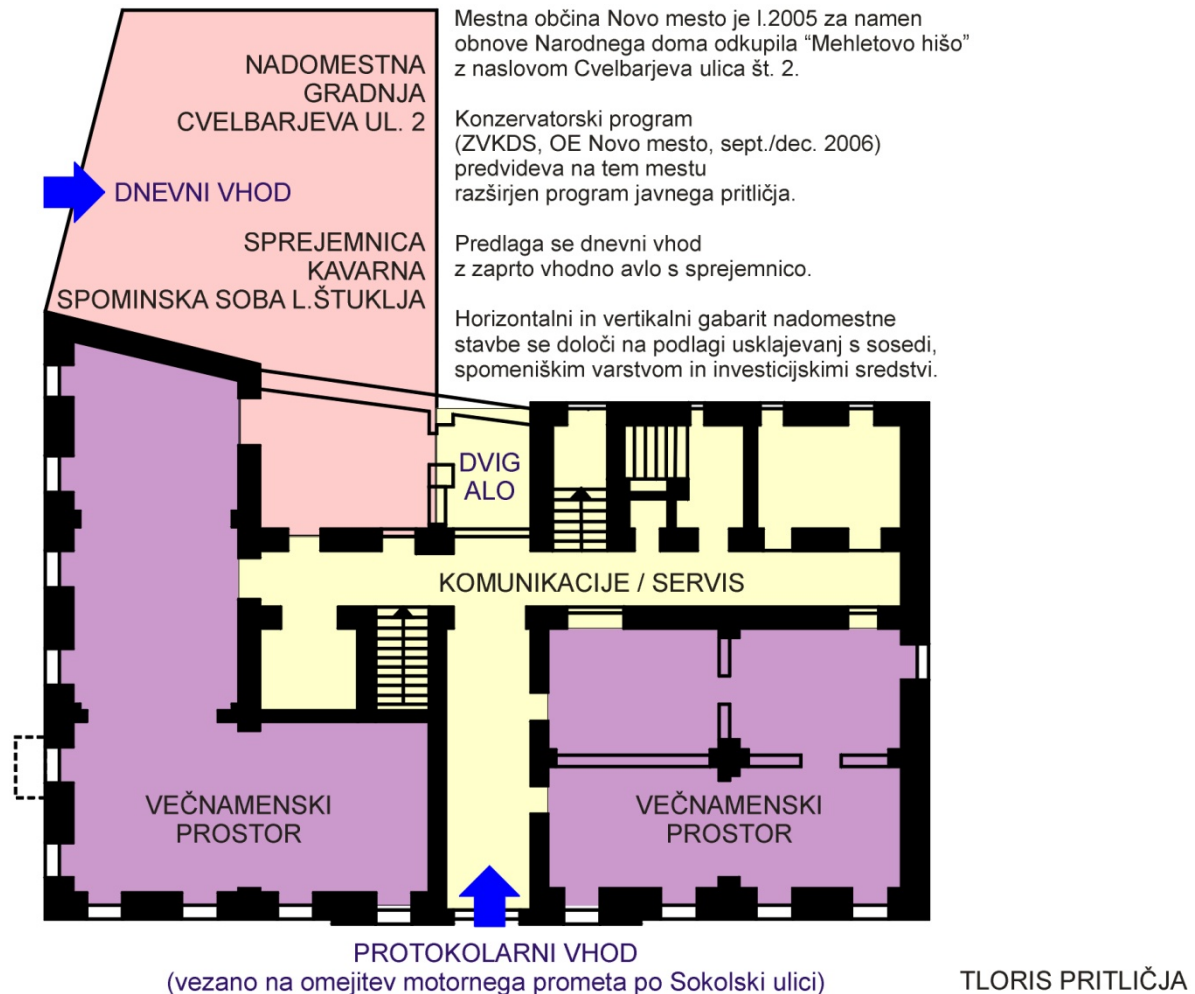 Mestna občina Novo mesto je l.2005 za namen
obnove Narodnega doma odkupila “Mehletovo hišo”
z naslovom Cvelbarjeva ulica št. 2.
Konzervatorski program
(ZVKDS, OE Novo mesto, sept./dec. 2006)
predvideva na tem mestu
razširjen program javnega pritličja.
Predlaga se dnevni vhod
z zaprto vhodno avlo s sprejemnico.
Horizontalni in vertikalni gabarit nadomestne
stavbe se določi na podlagi usklajevanj s sosedi,
spomeniškim varstvom in investicijskimi sredstvi.
NADOMESTNA
GRADNJA
CVELBARJEVA UL. 2
DNEVNI VHOD
SPREJEMNICA
KAVARNA
SPOMINSKA SOBA L.ŠTUKLJA
DVIG
ALO
KOMUNIKACIJE / SERVIS
VEČNAMENSKI
PROSTOR
VEČNAMENSKI
PROSTOR
PROTOKOLARNI VHOD
(vezano na omejitev motornega prometa po Sokolski ulici)
TLORIS PRITLIČJA